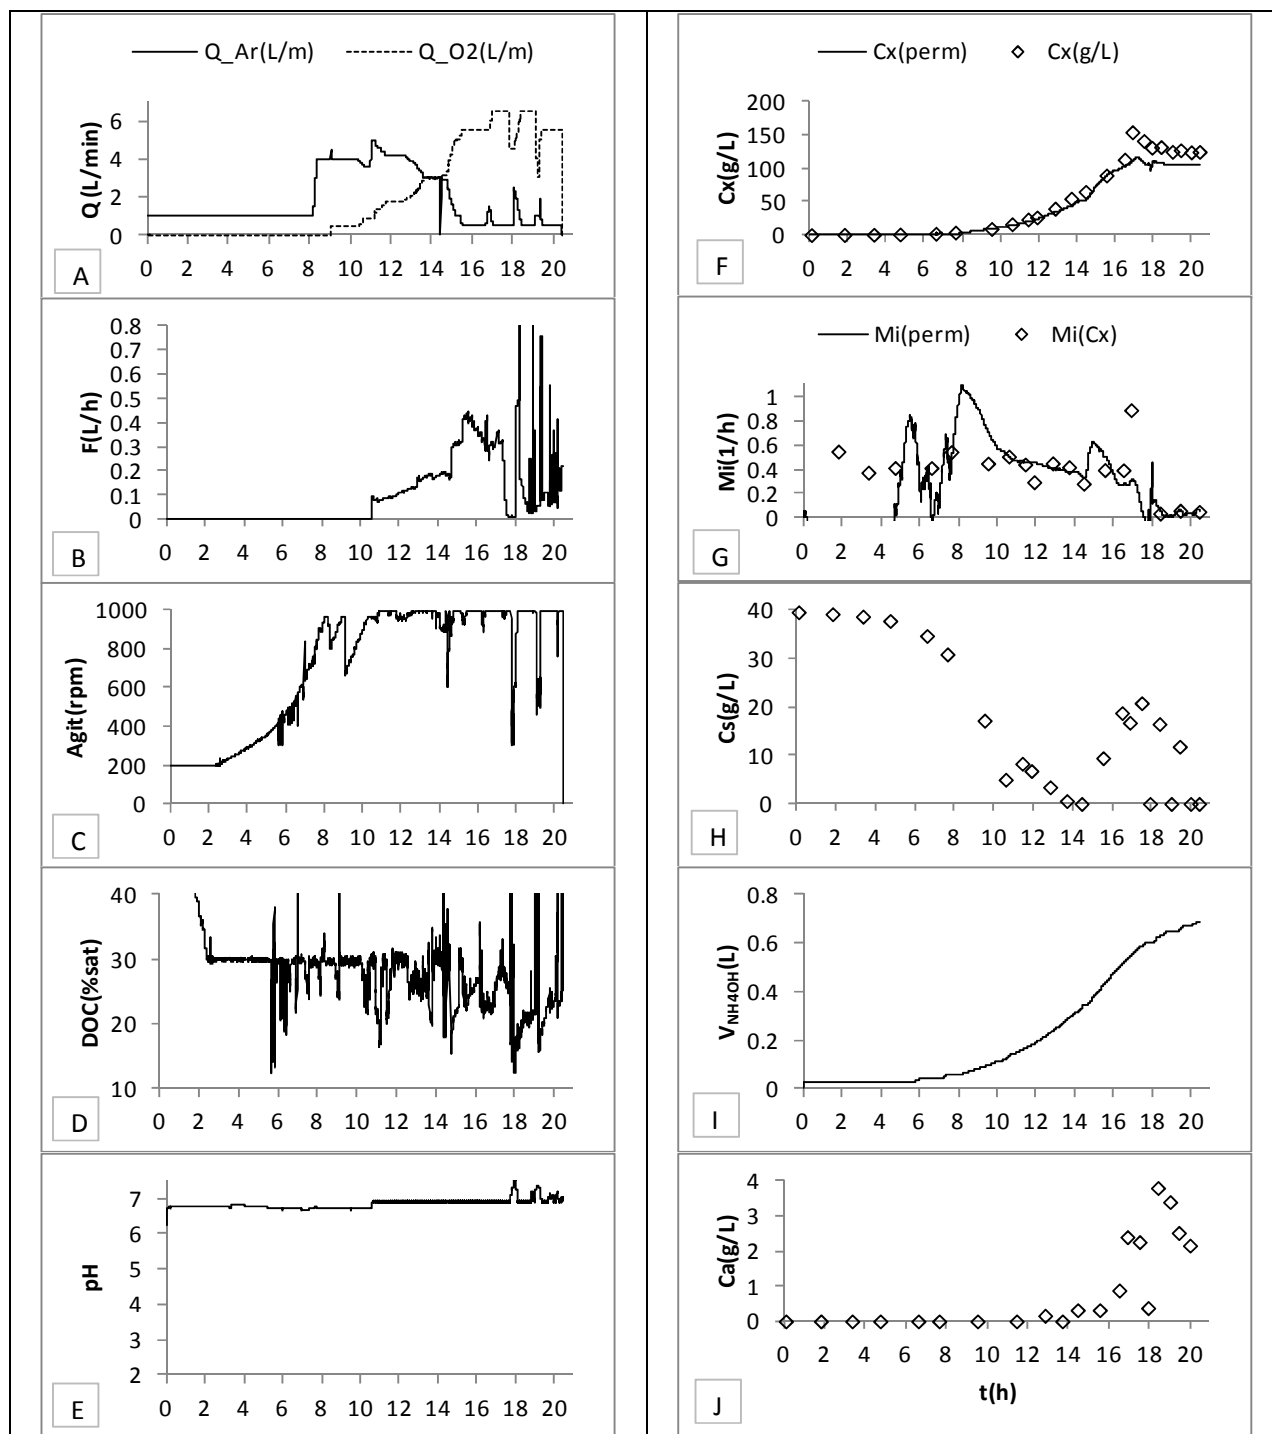 Q_Ar(L/m) Q_O2(L/m)
Q (L/min)
6
4
2
0
0 2 4 6 8 10 12 14 16 18 20
A
F(L/h)
0.8
0.7
0.6
0.5
0.4
0.3
0.2
0.1
0
0 2 4 6 8 10 12 14 16 18 20
B
Agit(rpm)
1000
800
600
400
200
0
0 2 4 6 8 10 12 14 16 18 20
C
DOC(%sat)
40
30
20
10
0 2 4 6 8 10 12 14 16 18 20
D
pH
7
6
5
4
3
2
0 2 4 6 8 10 12 14 16 18 20
E
Cx(perm) Cx(g/L)
Cx(g/L)
200
150
100
50
0
0 2 4 6 8 10 12 14 16 18 20
F
Mi(perm) Mi(Cx)
Mi(1/h)
1
0.8
0.6
0.4
0.2
0
0 2 4 6 8 10 12 14 16 18 20
G
Cs(g/L)
40
30
20
10
0
0 2 4 6 8 10 12 14 16 18 20
H
VNH4OH(L)
0.8
0.6
0.4
0.2
0
0 2 4 6 8 10 12 14 16 18 20
I
Ca(g/L)
4
3
2
1
0
0 2 4 6 8 10 12 14 16 18 20
t(h)
J